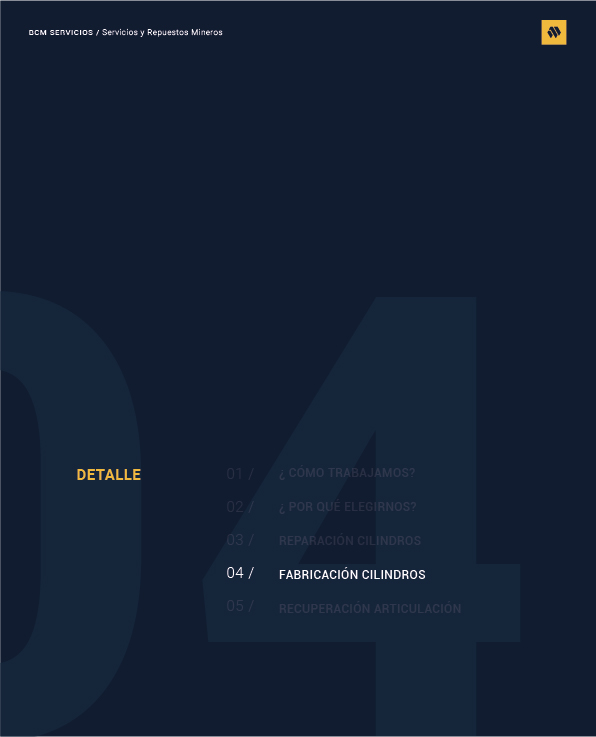 BCM SERVICIOS / Servicios y Repuestos Mineros
04
DETALLE
01 / ¿ CÓMO TRABAJAMOS?
02 / ¿ POR QUÉ ELEGIRNOS?
03 / REPARACIÓN CILINDROS
04 / FABRICACIÓN CILINDROS
05 / RECUPERACIÓN ARTICULACIÓN